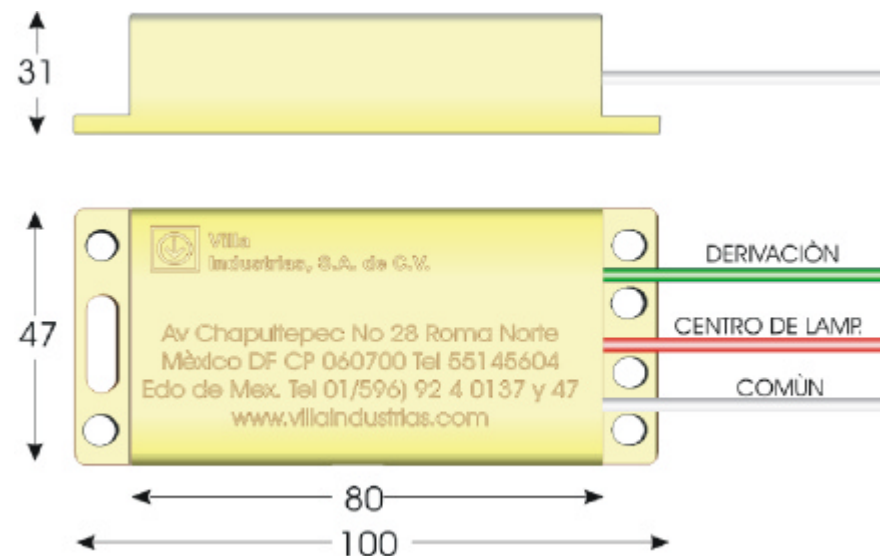 31
47
Villa
Industrias, S.A. de C.V.
Av Chapultepec No 28 Roma Norte
Mèxico DF CP 060700 Tel 55145604
Edo de Mex. Tel 01/596) 92 4 0137 y 47
www.villaindustrias.com
DERIVACIÒN
CENTRO DE LAMP.
COMÙN
80
100